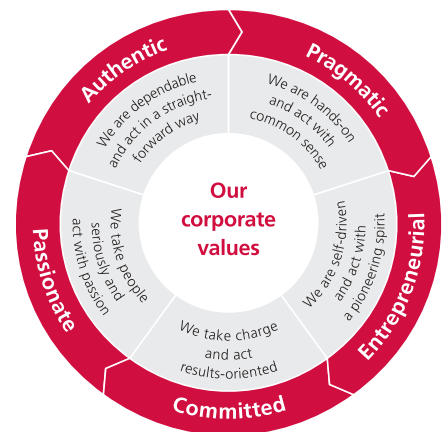 Our
corporate
values
Authentic
We are dependable
and act in a straight-
forward way
Pragmatic
We are hands-on
and act with
common sense
Entrepreneurial
We are self-driven
and act with
a pioneering spirit
Committed
We take charge
and act
results-oriented
Passionate
We take people
seriously and
act with passion